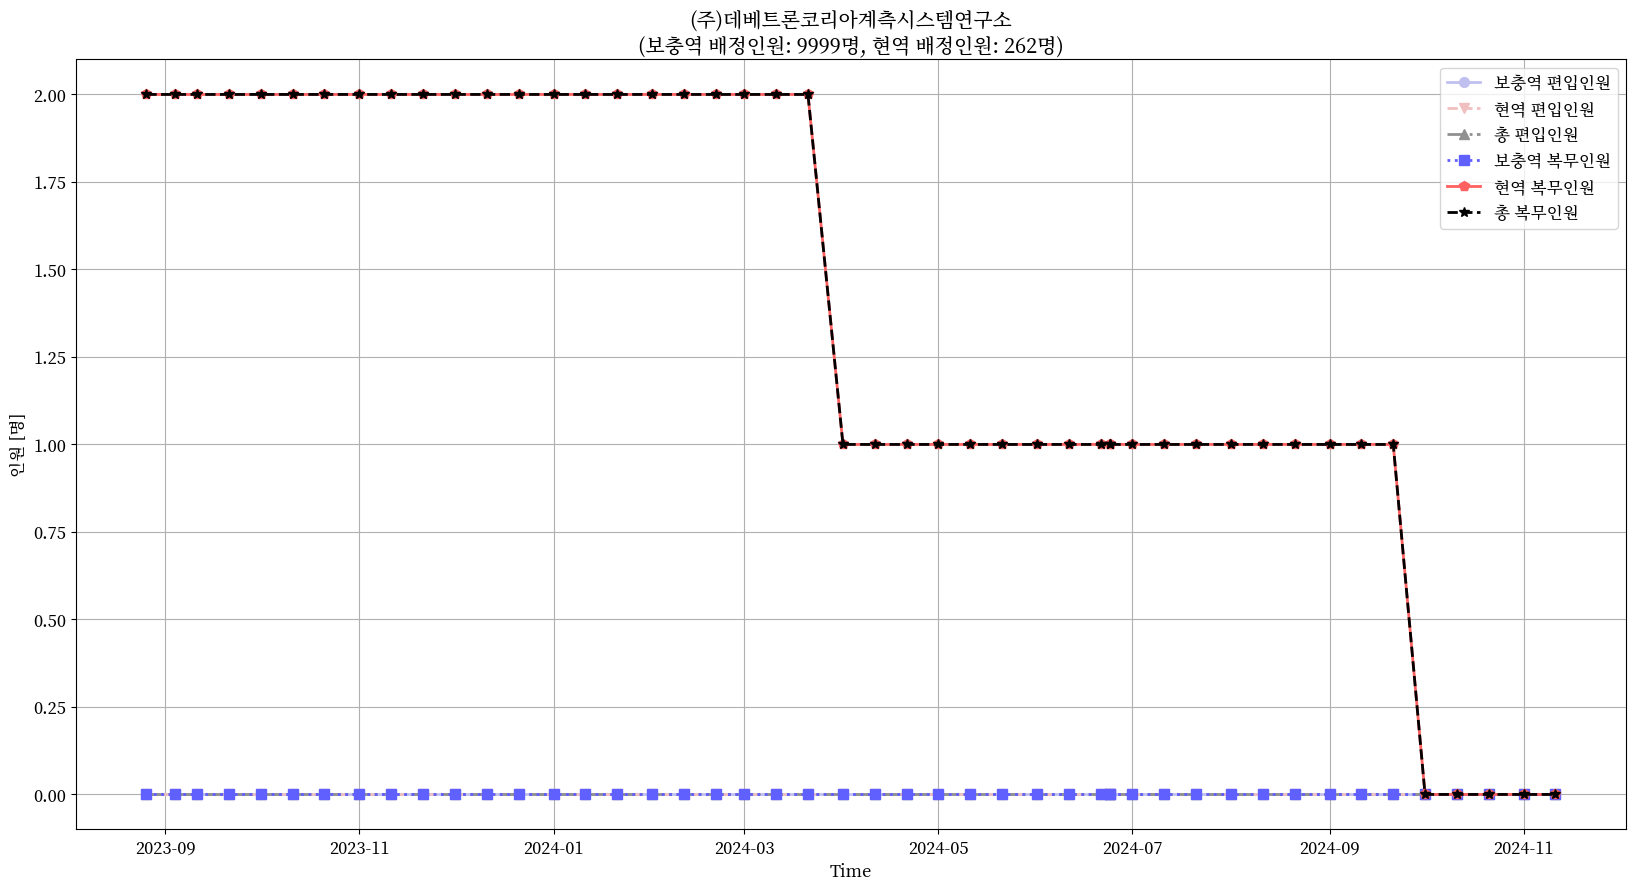 (주)데베트론코리아계측시스템연구소
(보충역 배정인원: 9999명, 현역 배정인원: 262명)
보충역 편입인원
현역 편입인원
총 편입인원
보충역 복무인원
현역 복무인원
총 복무인원
인원 [명]
2.00
1.75
1.50
1.25
1.00
0.75
0.50
0.25
0.00
2023-09 2023-11 2024-01 2024-03 2024-05 2024-07 2024-09 2024-11
Time